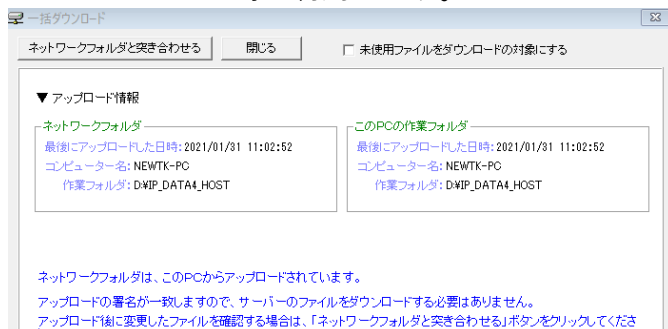 一括ダウンロード
ネットワークフォルダと突き合わせる 閉じる 未使用ファイルをダウンロードの対象にする
▼ アップロード情報
ネットワークフォルダ
最後にアップロードした日時:2021/01/31 11:02:52
コンピューター名:NEWTK-PC
作業フォルダ:D:¥IP_DATA4_HOST
このPCの作業フォルダ
最後にアップロードした日時:2021/01/31 11:02:52
コンピューター名:NEWTK-PC
作業フォルダ:D:¥IP_DATA4_HOST
ネットワークフォルダは、このPCからアップロードされています。
アップロードの署名が一致しますので、サーバーのファイルをダウンロードする必要はありません。
アップロード後に変更したファイルを確認する場合は、「ネットワークフォルダと突き合わせる」ボタンをクリックしてくださ